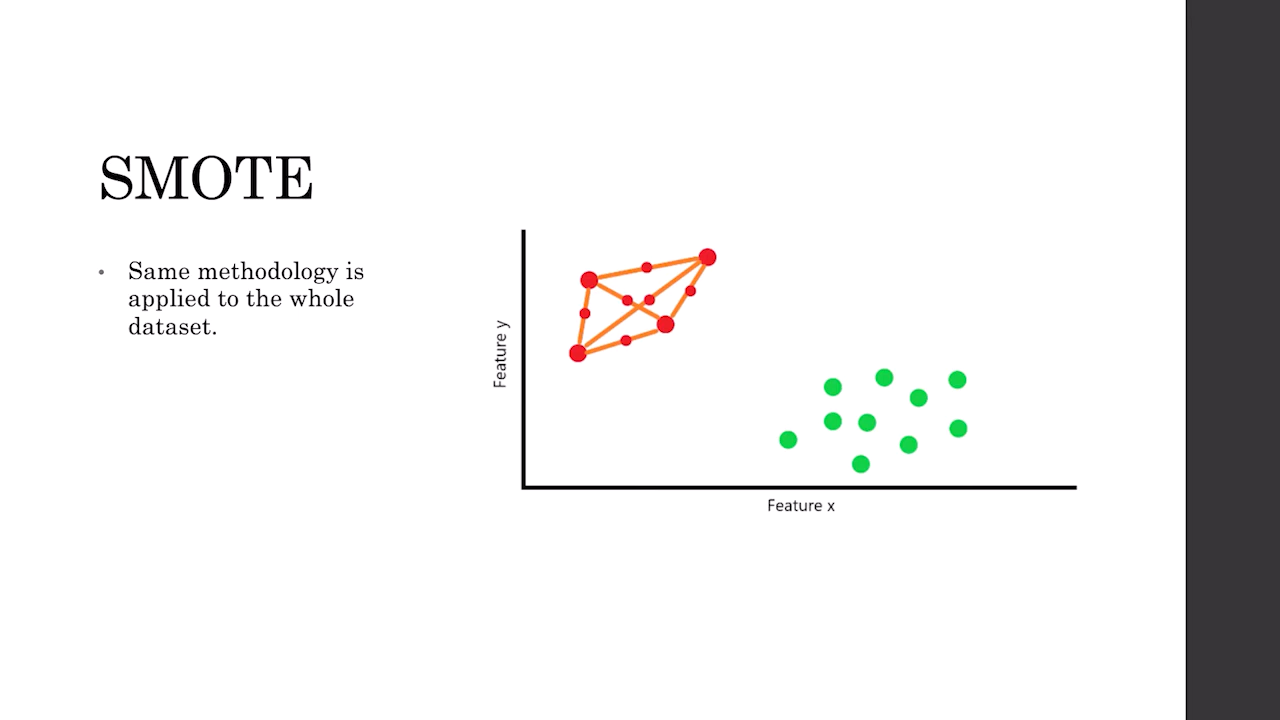 SMOTE
• Same methodology is
applied to the whole
dataset.
Feature y
Feature x